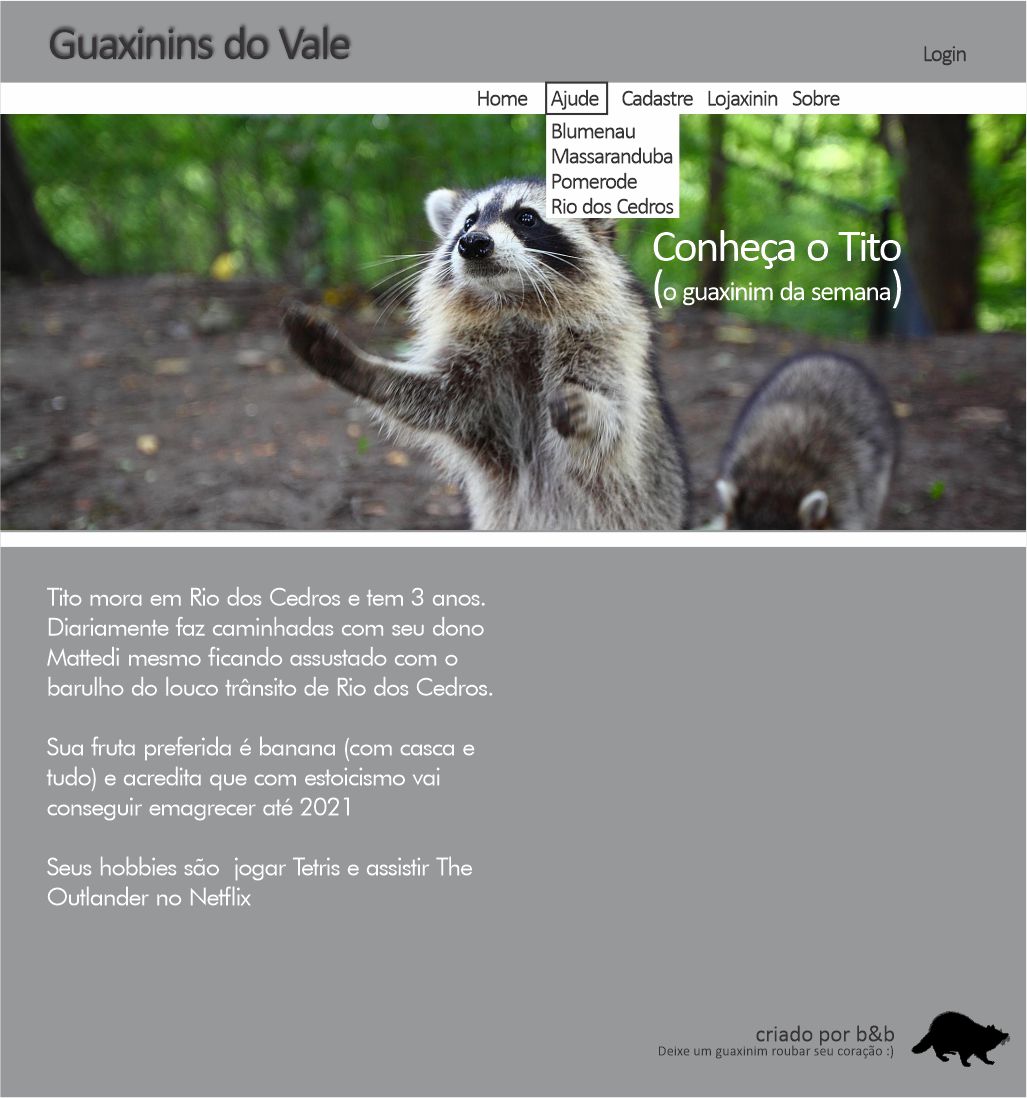 Guaxinins do Vale
Login
Home Ajude Cadastre Lojaxinin Sobre
Blumenau
Massaranduba
Pomerode
Rio dos Cedros
Conheça o Tito
(o guaxinim da semana)
Tito mora em Rio dos Cedros e tem 3 anos.
Diariamente faz caminhadas com seu dono
Mattedi mesmo ficando assustado com o
barulho do louco trânsito de Rio dos Cedros.
Sua fruta preferida é banana (com casca e
tudo) e acredita que com estoicismo vai
conseguir emagrecer até 2021
Seus hobbies são  jogar Tetris e assistir The
Outlander no Netflix
criado por b&b
Deixe um guaxinim roubar seu coração :)